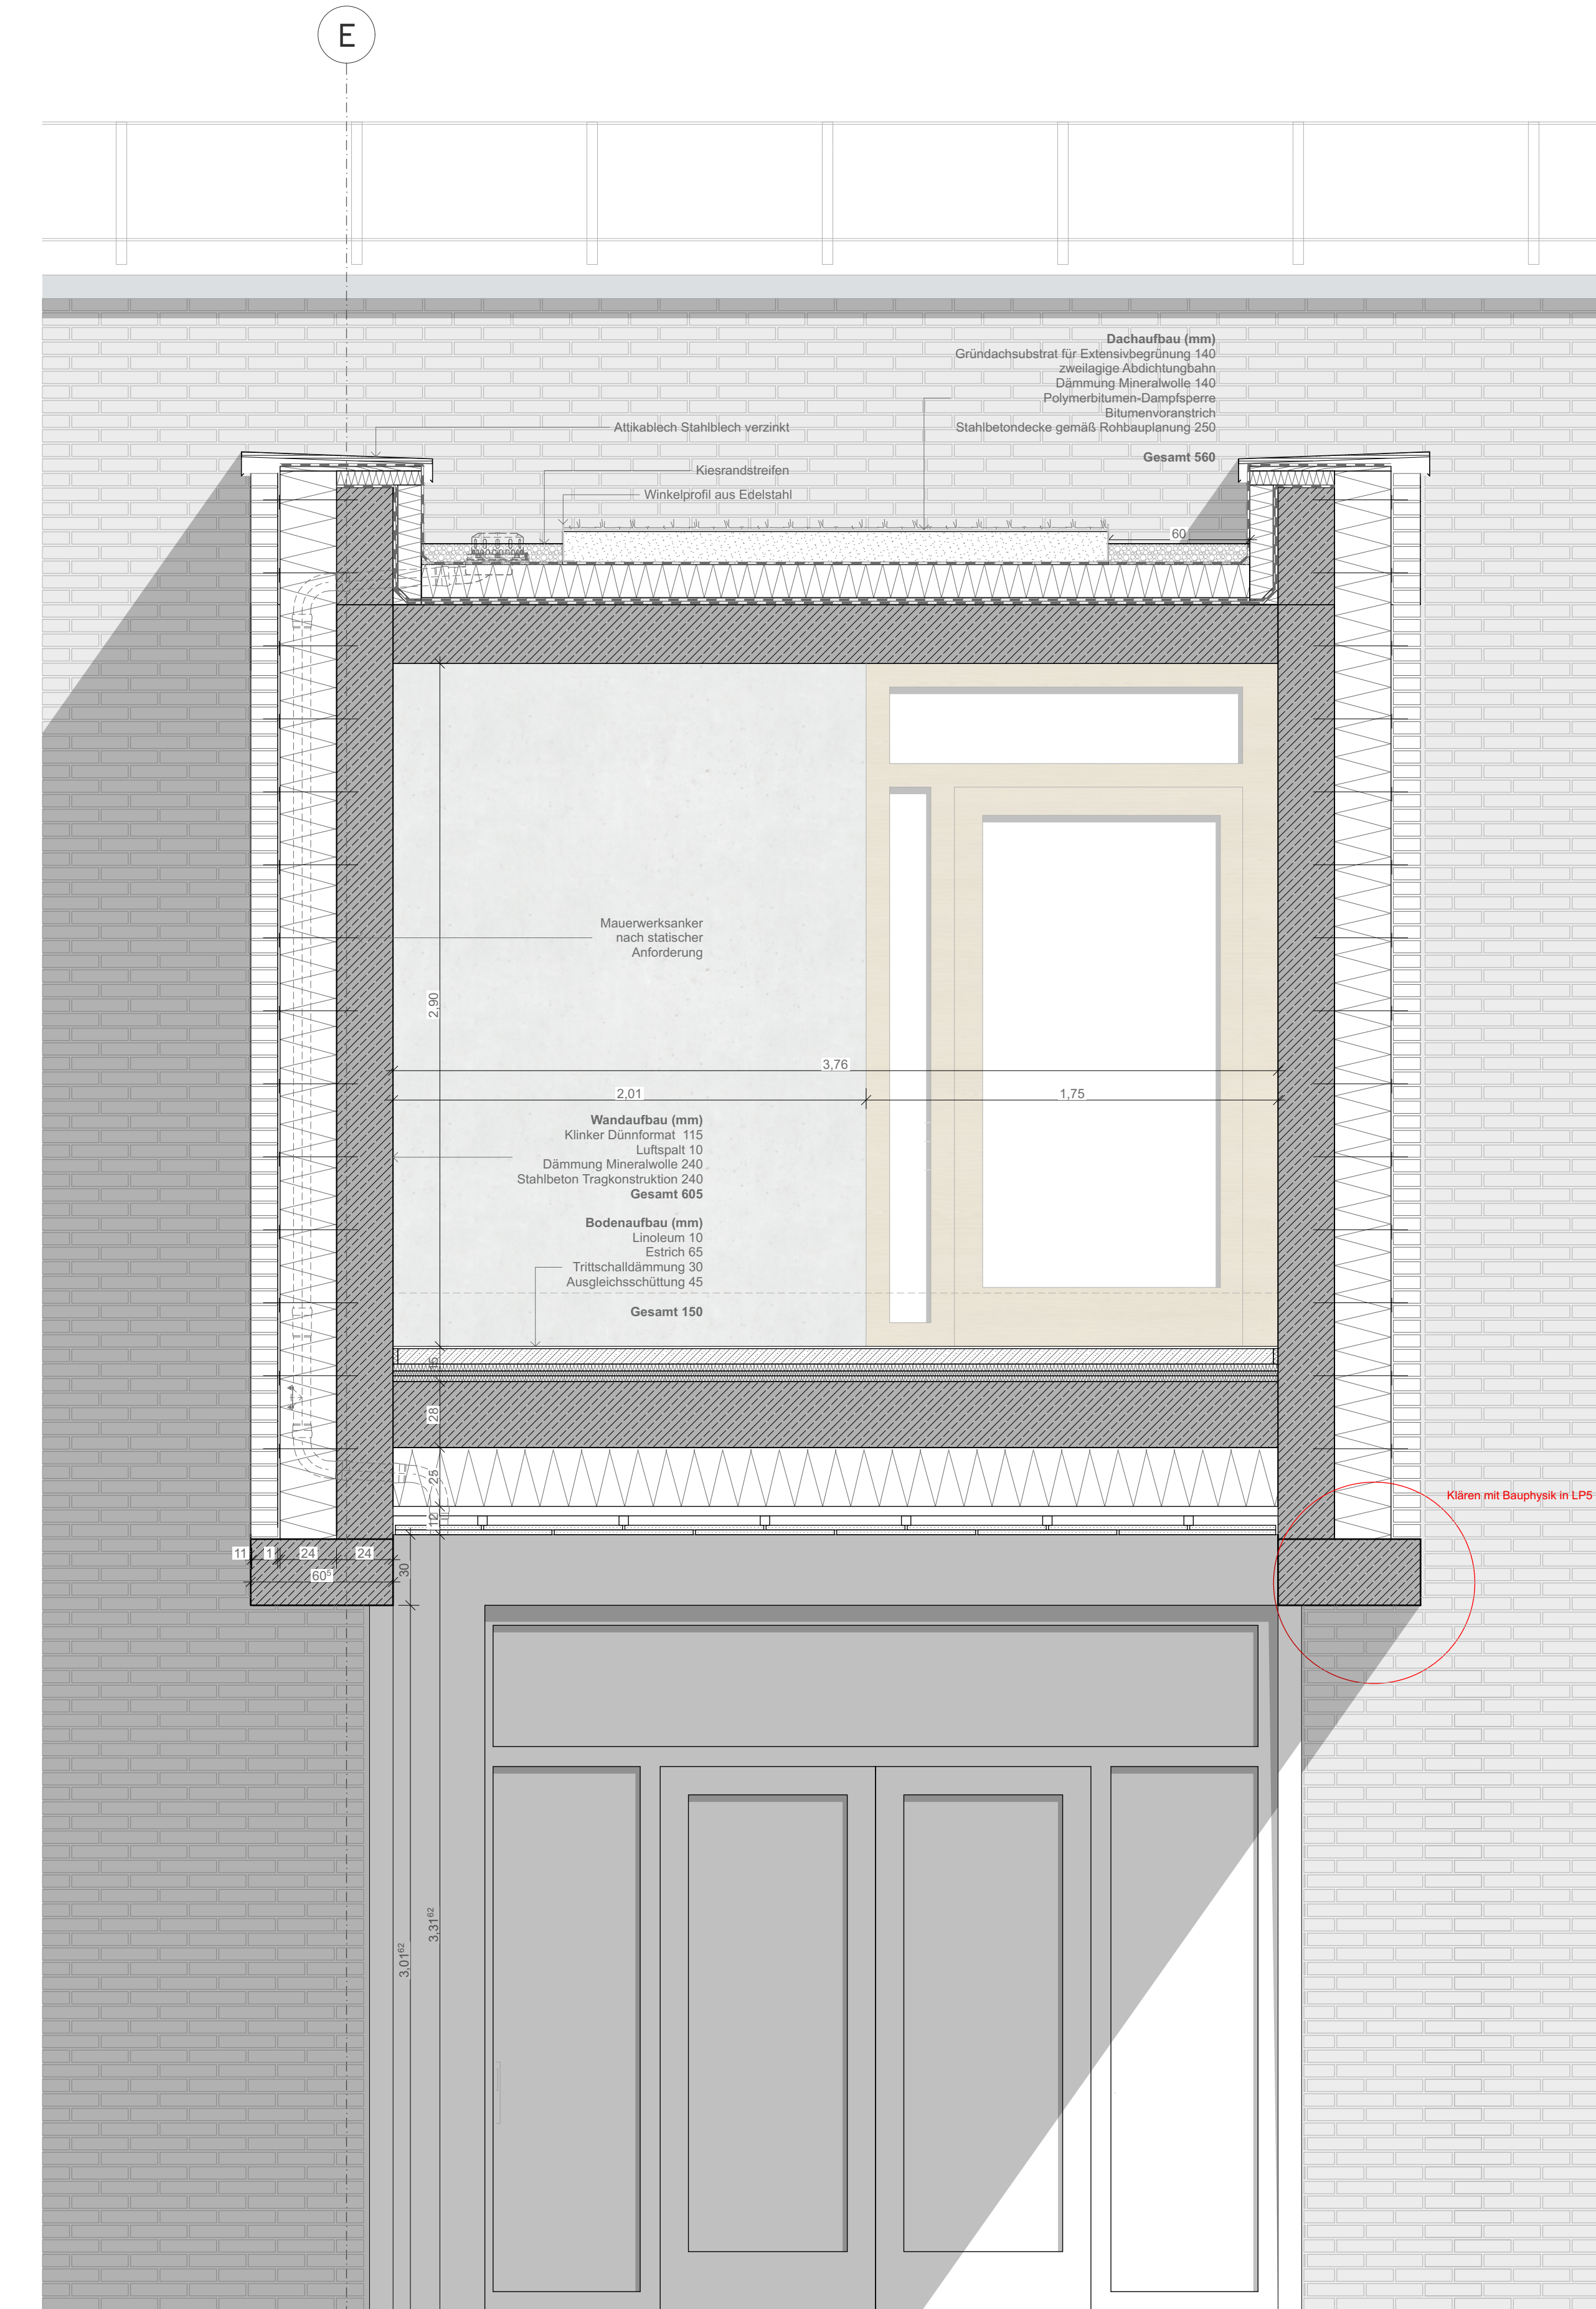 E
Dachaufbau (mm)
Gründachsubstrat für Extensivbegrünung 140
zweilagige Abdichtungbahn
Dämmung Mineralwolle 140
Polymerbitumen-Dampfsperre
Bitumenvoranstrich
Stahlbetondecke gemäß Rohbauplanung 250
Gesamt 560
Attikablech Stahlblech verzinkt
Kiesrandstreifen
Winkelprofil aus Edelstahl
60
Mauerwerksanker
nach statischer
Anforderung
2,90
3,76
2,01
1,75
Wandaufbau (mm)
Klinker Dünnformat 115
Luftspalt 10
Dämmung Mineralwolle 240
Stahlbeton Tragkonstruktion 240
Gesamt 605
Bodenaufbau (mm)
Linoleum 10
Estrich 65
Trittschalldämmung 30
Ausgleichsschüttung 45
Gesamt 150
15
28
25
12
Klären mit Bauphysik in LP5
11 1 24 24
60⁵
30
3,31⁶²
3,01⁶²